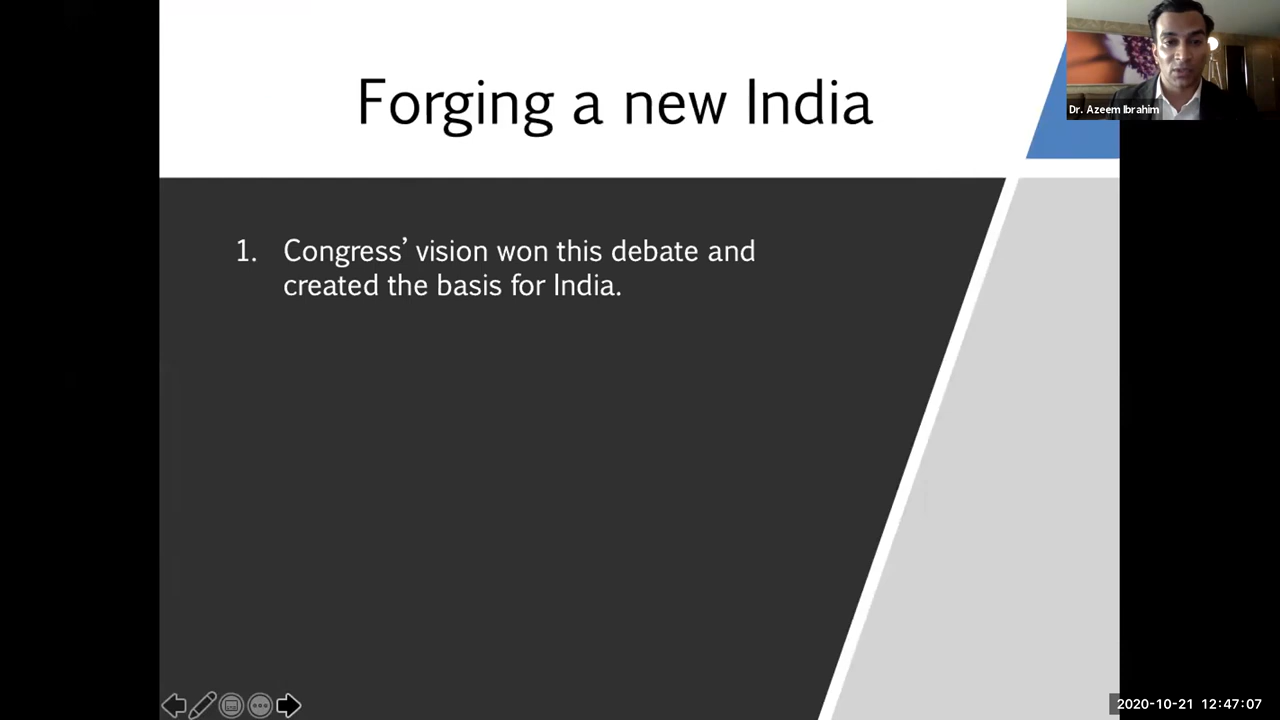 Forging a new India
Dr. Azeem Ibrahim
1. Congress’ vision won this debate and
created the basis for India.
2020-10-21 12:47:07